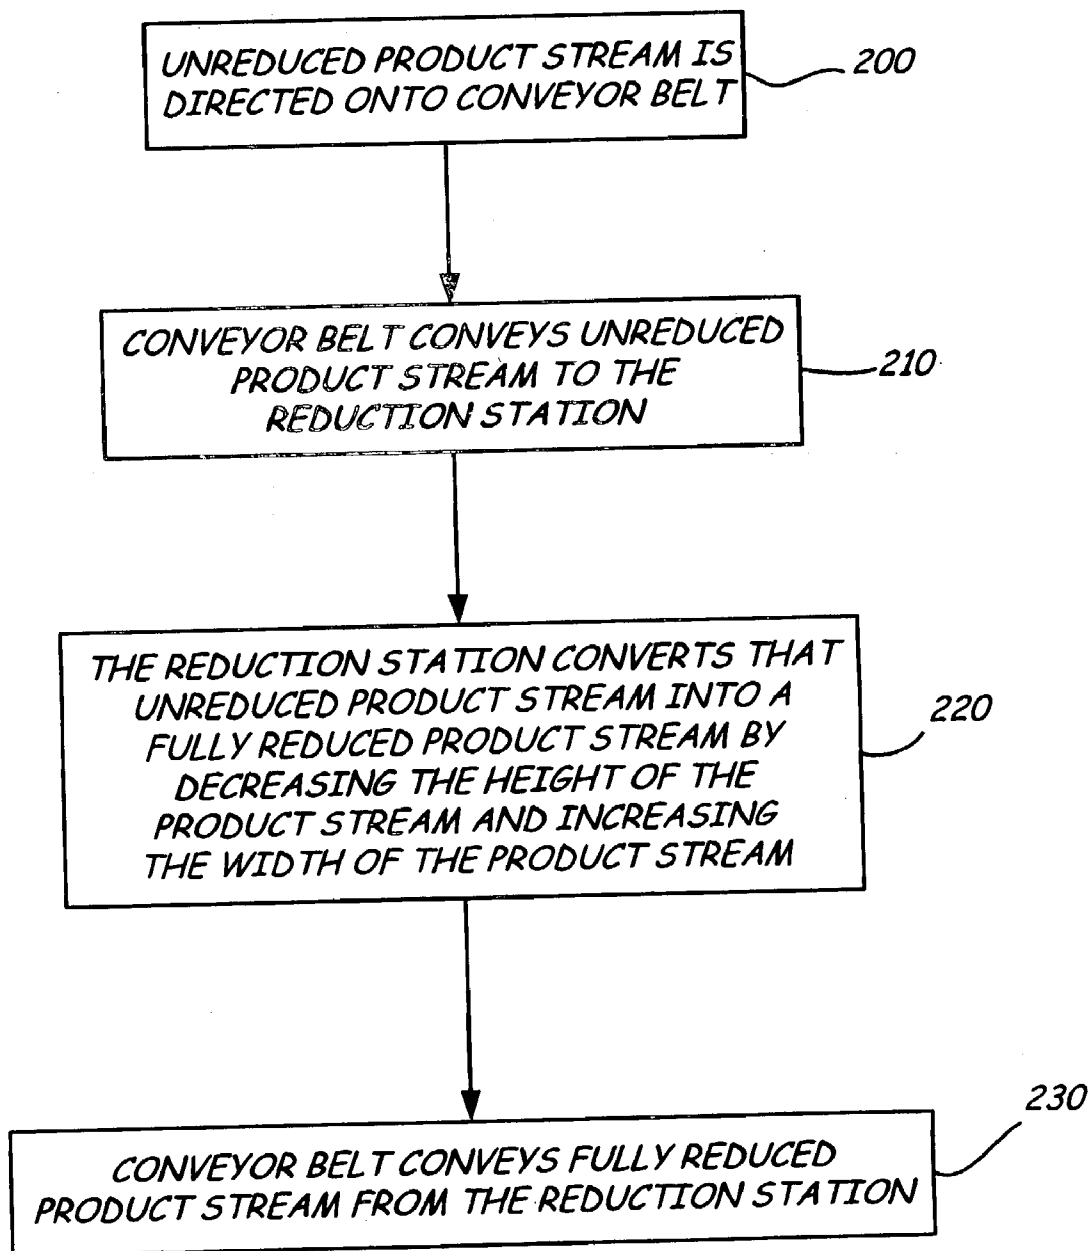 UNREDUCED PRODUCT STREAM IS
DIRECTED ONTO CONVEYOR BELT
200
CONVEYOR BELT CONVEYS UNREDUCED
PRODUCT STREAM TO THE
REDUCTION STATION
210
THE REDUCTION STATION CONVERTS THAT
UNREDUCED PRODUCT STREAM INTO A
FULLY REDUCED PRODUCT STREAM BY
DECREASING THE HEIGHT OF THE
PRODUCT STREAM AND INCREASING
THE WIDTH OF THE PRODUCT STREAM
220
CONVEYOR BELT CONVEYS FULLY REDUCED
PRODUCT STREAM FROM THE REDUCTION STATION
230